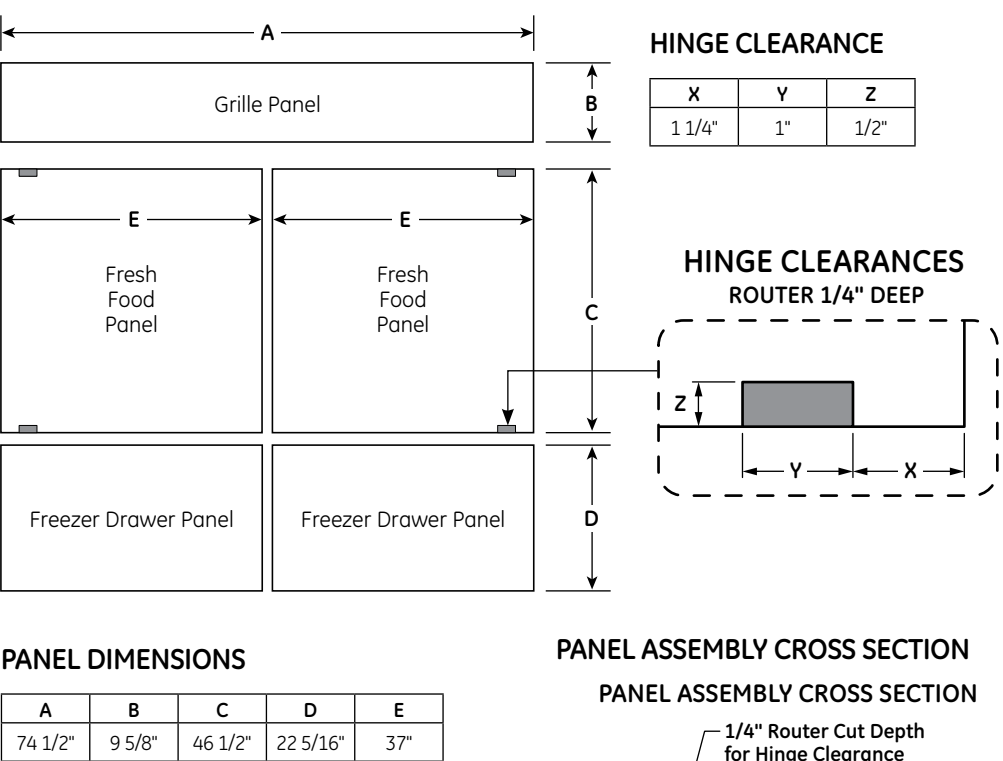 A
Grille Panel
B
HINGE CLEARANCE
X Y Z
1 1/4" 1" 1/2"
E E
Fresh
Food
Panel
Fresh
Food
Panel
C
HINGE CLEARANCES
ROUTER 1/4" DEEP
Z
Y X
Freezer Drawer Panel
Freezer Drawer Panel
D
PANEL DIMENSIONS
A B C D E
74 1/2" 9 5/8" 46 1/2" 22 5/16" 37"
PANEL ASSEMBLY CROSS SECTION
PANEL ASSEMBLY CROSS SECTION
1/4" Router Cut Depth
for Hinge Clearance